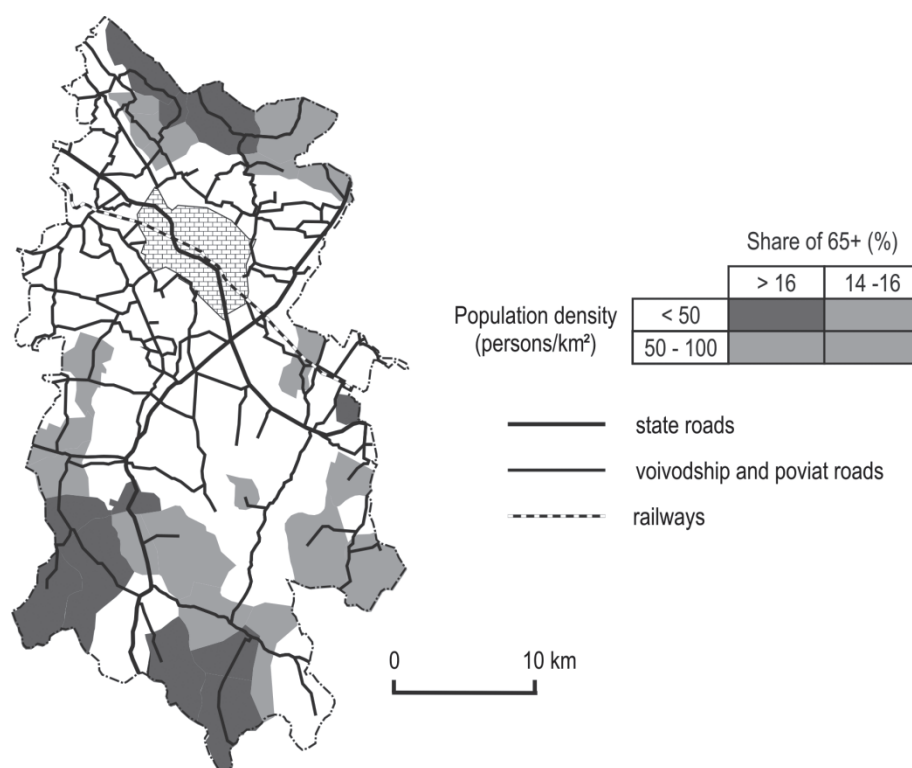 Share of 65+ (%)
> 16
14 -16
Population density
(persons/km²)
< 50
50 - 100
state roads
voivodship and poviat roads
railways
0
10 km